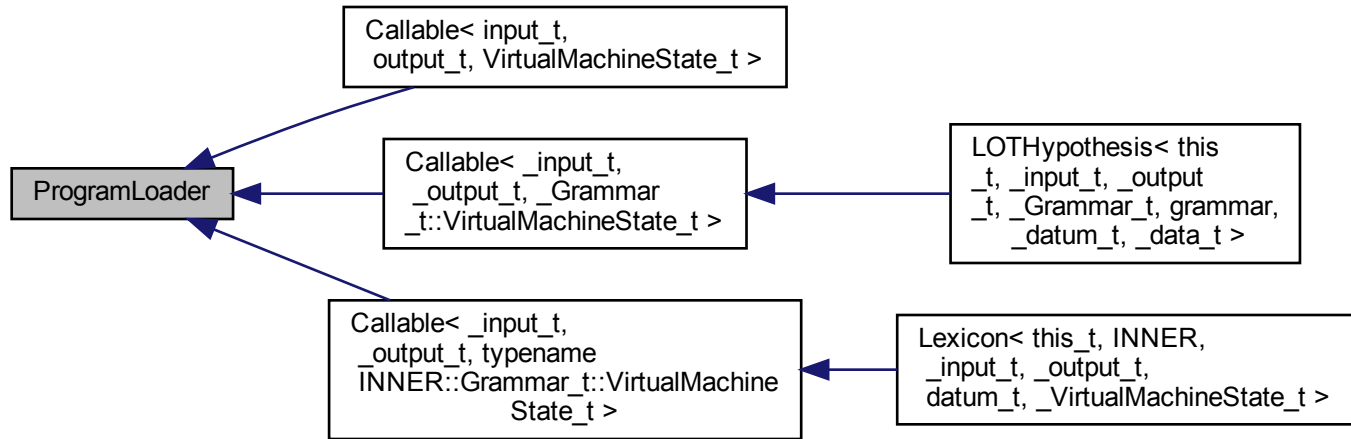 Callable< input_t,
output_t, VirtualMachineState_t >
ProgramLoader
Callable< _input_t,
_output_t, _Grammar
_t::VirtualMachineState_t >
LOTHypothesis< this
_t, _input_t, _output
_t, _Grammar_t, grammar,
_datum_t, _data_t >
Callable< _input_t,
_output_t, typename
INNER::Grammar_t::VirtualMachine
State_t >
Lexicon< this_t, INNER,
_input_t, _output_t,
datum_t, _VirtualMachineState_t >